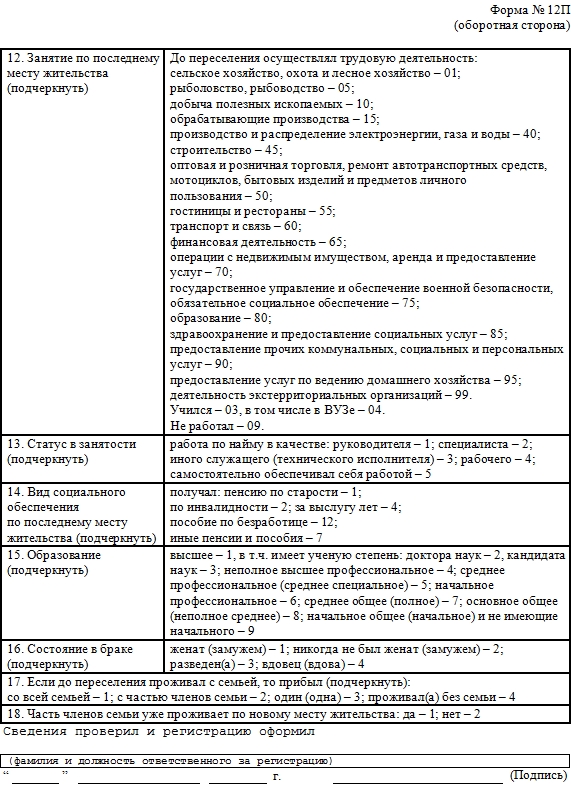 Форма № 12П
(оборотная сторона)
12. Занятие по последнему
месту жительства
(подчеркнуть)
До переселения осуществлял трудовую деятельность:
сельское хозяйство, охота и лесное хозяйство – 01;
рыболовство, рыбоводство – 05;
добыча полезных ископаемых – 10;
обрабатывающие производства – 15;
производство и распределение электроэнергии, газа и воды – 40;
строительство – 45;
оптовая и розничная торговля, ремонт автотранспортных средств,
мотоциклов, бытовых изделий и предметов личного
пользования – 50;
гостиницы и рестораны – 55;
транспорт и связь – 60;
финансовая деятельность – 65;
операции с недвижимым имуществом, аренда и предоставление
услуг – 70;
государственное управление и обеспечение военной безопасности,
обязательное социальное обеспечение – 75;
образование – 80;
здравоохранение и предоставление социальных услуг – 85;
предоставление прочих коммунальных, социальных и персональных
услуг – 90;
предоставление услуг по ведению домашнего хозяйства – 95;
деятельность экстерриториальных организаций – 99.
Учился – 03, в том числе в ВУЗе – 04.
Не работал – 09.
13. Статус в занятости
(подчеркнуть)
работа по найму в качестве: руководителя – 1; специалиста – 2;
иного служащего (технического исполнителя) – 3; рабочего – 4;
самостоятельно обеспечивал себя работой – 5
14. Вид социального
обеспечения
по последнему месту
жительства (подчеркнуть)
получал: пенсию по старости – 1;
по инвалидности – 2; за выслугу лет – 4;
пособие по безработице – 12;
иные пенсии и пособия – 7
15. Образование
(подчеркнуть)
высшее – 1, в т.ч. имеет ученую степень: доктора наук – 2, кандидата
наук – 3; неполное высшее профессиональное – 4; среднее
профессиональное (среднее специальное) – 5; начальное
профессиональное – 6; среднее общее (полное) – 7; основное общее
(неполное среднее) – 8; начальное общее (начальное) и не имеющие
начального – 9
16. Состояние в браке
(подчеркнуть)
женат (замужем) – 1; никогда не был женат (замужем) – 2;
разведен(а) – 3; вдовец (вдова) – 4
17. Если до переселения проживал с семьей, то прибыл (подчеркнуть):
со всей семьей – 1; с частью членов семьи – 2; один (одна) – 3; проживал(а) без семьи – 4
18. Часть членов семьи уже проживает по новому месту жительства: да – 1; нет – 2
Сведения проверил и регистрацию оформил
(фамилия и должность ответственного за регистрацию)
“ ______ ” ________________ ________ г. ______________________ (Подпись)